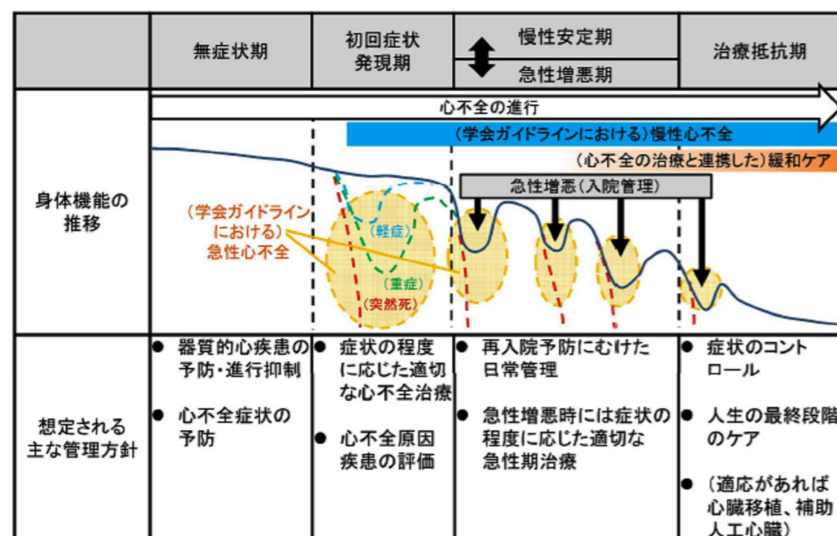 無症状期
初回症状
発現期
慢性安定期
急性増悪期
治療抵抗期
身体機能の
推移
心不全の進行
(学会ガイドラインにおける)慢性心不全
(心不全の治療と連携した)緩和ケア
急性増悪(入院管理)
(学会ガイドライン
における)
急性心不全
(軽症)
(重症)
(突然死)
想定される
主な管理方針
● 器質的心疾患の
予防・進行抑制
● 心不全症状の
予防
● 症状の程度
に応じた適切
な心不全治療
● 心不全原因
疾患の評価
● 再入院予防にむけた
日常管理
● 急性増悪時には症状の
程度に応じた適切な
急性期治療
● 症状のコント
ロール
● 人生の最終段階
のケア
● (適応があれば
心臓移植、補助
人工心臓)